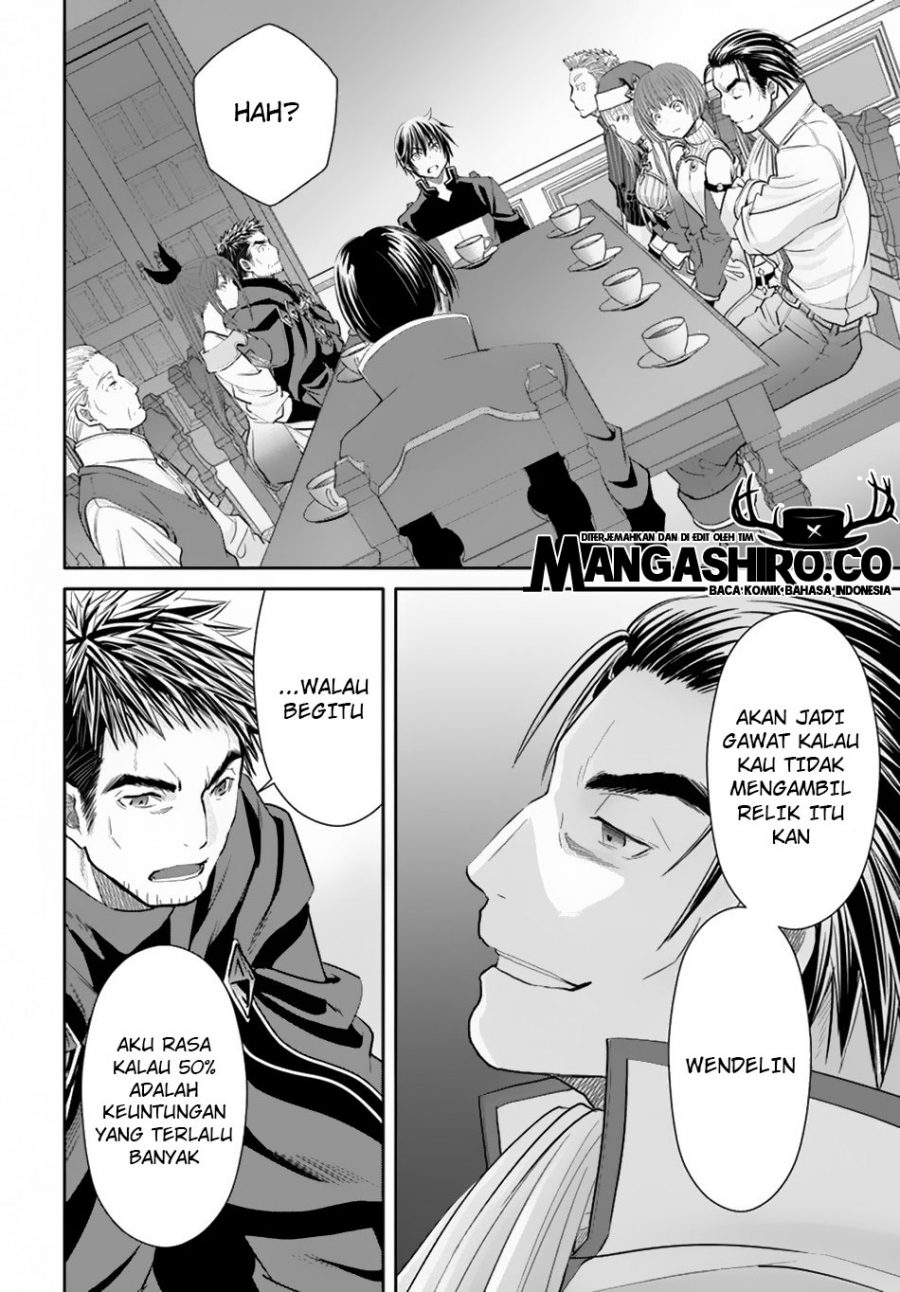 HAH?
DITERJEMAHKAN DAN DI EDIT OLEH TIM
MANGASHIRO.CO
BACA KOMIK BAHASA INDONESIA
AKAN JADI
GAWAT KALAU
KAU TIDAK
MENGAMBIL
RELIK ITU
KAN
WENDELIN
...WALAU
BEGITU
AKU RASA
KALAU 50%
ADALAH
KEUNTUNGAN
YANG TERLALU
BANYAK